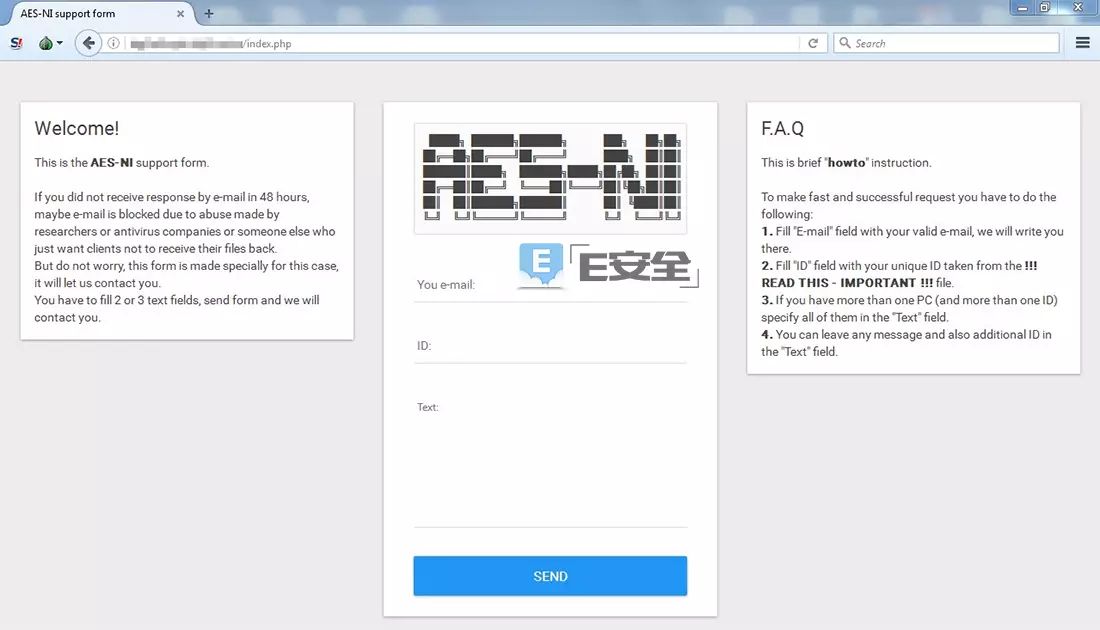 AES-NI support form
/index.php
Search
Welcome!
This is the AES-NI support form.
If you did not receive response by e-mail in 48 hours,
maybe e-mail is blocked due to abuse made by
researchers or antivirus companies or someone else who
just want clients not to receive their files back.
But do not worry, this form is made specially for this case,
it will let us contact you.
You have to fill 2 or 3 text fields, send form and we will
contact you.
AES-NI
E E安全
You e-mail:
ID:
Text:
SEND
F.A.Q
This is brief "howto" instruction.
To make fast and successful request you have to do the
following:
1. Fill "E-mail" field with your valid e-mail, we will write you
there.
2. Fill "ID" field with your unique ID taken from the !!!
READ THIS - IMPORTANT !!! file.
3. If you have more than one PC (and more than one ID)
specify all of them in the "Text" field.
4. You can leave any message and also additional ID in
the "Text" field.